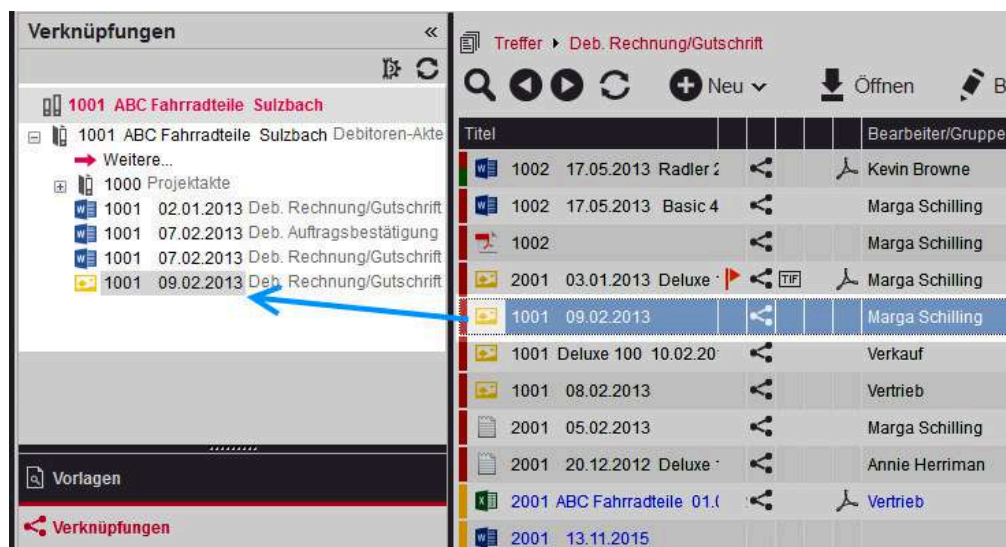 Verknüpfungen «
1001 ABC Fahrradteile Sulzbach
1001 ABC Fahrradteile Sulzbach Debitoren-Akte
Weitere...
1000 Projektakte
1001 02.01.2013 Deb. Rechnung/Gutschrift
1001 07.02.2013 Deb. Auftragsbestätigung
1001 07.02.2013 Deb. Rechnung/Gutschrift
1001 09.02.2013 Deb. Rechnung/Gutschrift
Vorlagen
Verknüpfungen
Treffer Deb. Rechnung/Gutschrift
Neu Öffnen B
Titel Bearbeiter/Gruppe
1002 17.05.2013 Radler Kevin Browne
1002 17.05.2013 Basic 4 Marga Schilling
1002 Marga Schilling
2001 03.01.2013 Deluxe TIF Marga Schilling
1001 09.02.2013 Marga Schilling
1001 Deluxe 100 10.02.20 Verkauf
1001 08.02.2013 Vertrieb
2001 05.02.2013 Marga Schilling
2001 20.12.2012 Deluxe Annie Herriman
2001 ABC Fahrradteile 01. Vertrieb
2001 13.11.2015